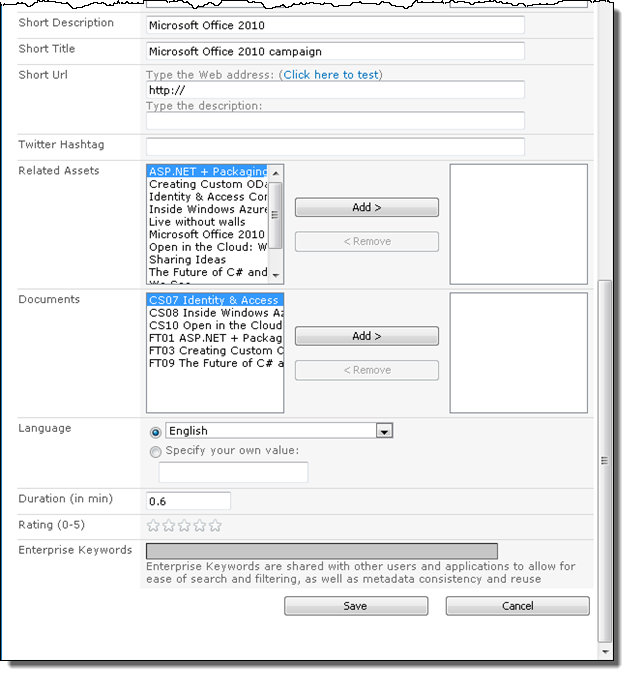 Short Description
Microsoft Office 2010
Short Title
Microsoft Office 2010 campaign
Short Url
Type the Web address: (Click here to test)
http://
Type the description:
Twitter Hashtag
Related Assets
ASP.NET + Packaging
Creating Custom ODa
Identity & Access Con
Inside Windows Azure
Live without walls
Microsoft Office 2010
Open in the Cloud: W
Sharing Ideas
The Future of C# and
Add >
< Remove
Documents
CS07 Identity & Access
CS08 Inside Windows Az
CS10 Open in the Cloud
FT01 ASP.NET + Packag
FT03 Creating Custom O
FT09 The Future of C# a
Add >
< Remove
Language
English
Specify your own value:
Duration (in min)
0.6
Rating (0-5)
Enterprise Keywords
Enterprise Keywords are shared with other users and applications to allow for
ease of search and filtering, as well as metadata consistency and reuse
Save
Cancel